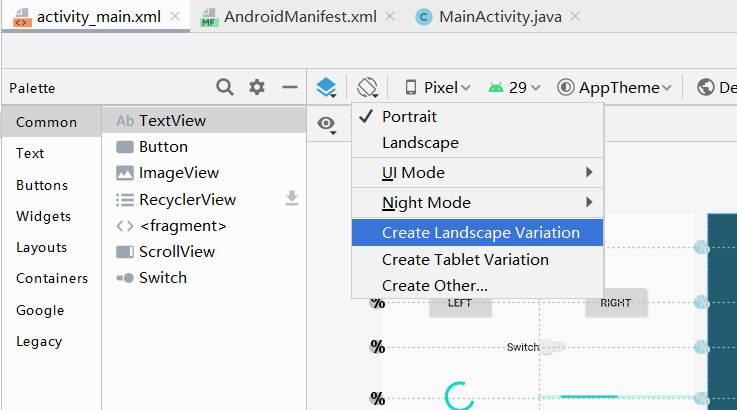 activity_main.xml
AndroidManifest.xml
MainActivity.java
Palette
Pixel
29
AppTheme
De
Common
Text
Buttons
Widgets
Layouts
Containers
Google
Legacy
Ab TextView
Button
ImageView
RecyclerView
<fragment>
ScrollView
Switch
Portrait
Landscape
UI Mode
Night Mode
Create Landscape Variation
Create Tablet Variation
Create Other...
% LEFT RIGHT
% Switch
%